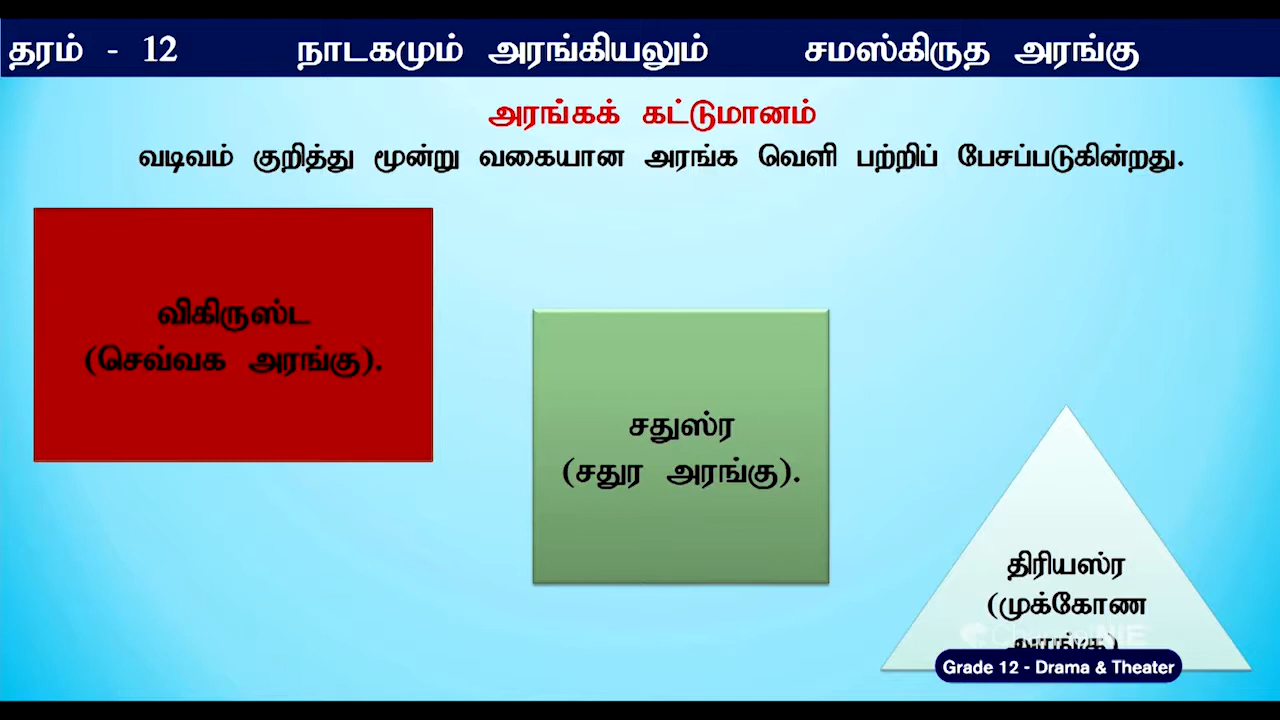 தரம் - 12 நாடகமும் அரங்கியலும் சமஸ்கிருத அரங்கு
அரங்கக் கட்டுமானம்
வடிவம் குறித்து மூன்று வகையான அரங்க வெளி பற்றிப் பேசப்படுகின்றது.
விகிருஸ்ட
(செவ்வக அரங்கு).
சதுஸ்ர
(சதுர அரங்கு).
திரியஸ்ர
(முக்கோண
அரங்கு)
Grade 12 - Drama & Theater